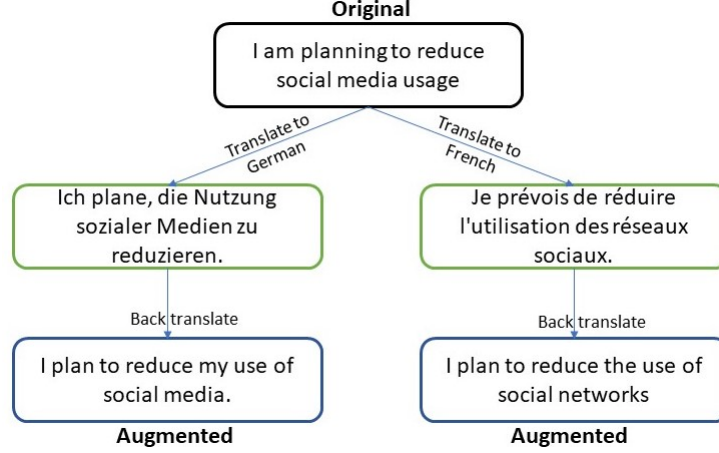 Original
I am planning to reduce
social media usage
Translate to
German
Translate to
French
Ich plane, die Nutzung
sozialer Medien zu
reduzieren.
Je prévois de réduire
l'utilisation des réseaux
sociaux.
Back translate
Back translate
I plan to reduce my use of
social media.
I plan to reduce the use of
social networks
Augmented
Augmented